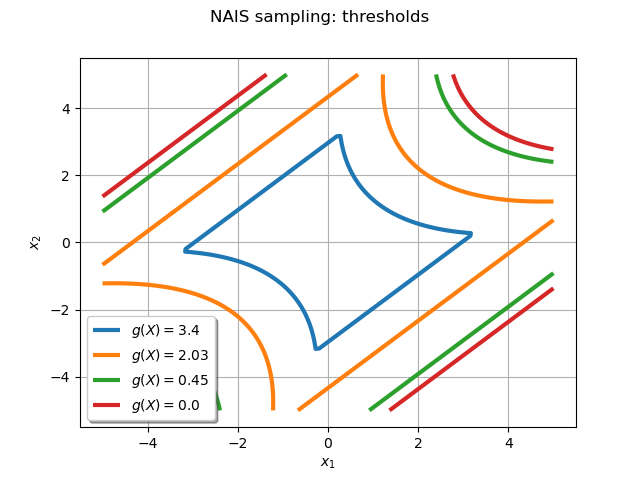 NAIS sampling: thresholds
x₂
4
2
0
−2
−4
g(X) = 3.4
g(X) = 2.03
g(X) = 0.45
g(X) = 0.0
−4 −2 0 2 4
x₁